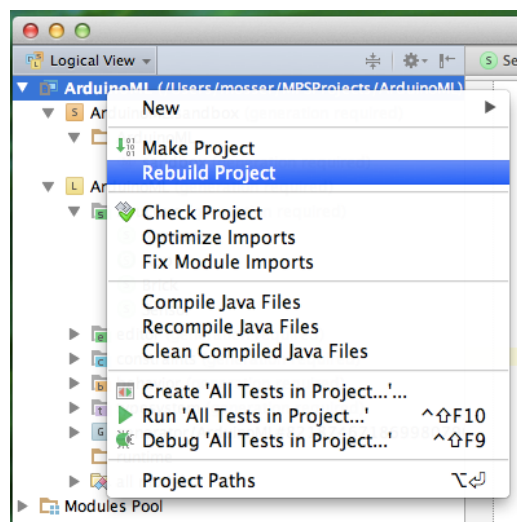 Logical View
Se
ArduinoML (/Users/mosser/MPSProjects/ArduinoML)
New
Make Project
Rebuild Project
Check Project
Optimize Imports
Fix Module Imports
Compile Java Files
Recompile Java Files
Clean Compiled Java Files
Create 'All Tests in Project...'...
Run 'All Tests in Project...' ^⇧F10
Debug 'All Tests in Project...' ^⇧F9
Project Paths ⌥⏎
Modules Pool